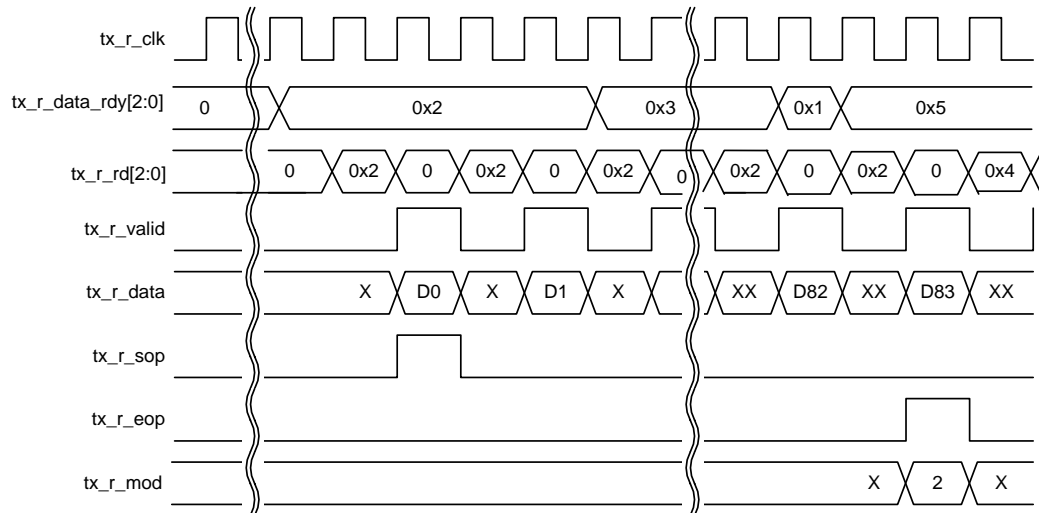 tx_r_clk
tx_r_data_rdy[2:0] 0 0x2 0x3 0x1 0x5
tx_r_rd[2:0] 0 0x2 0 0x2 0 0x2 0 0x2 0 0x2 0 0x4
tx_r_valid
tx_r_data X D0 X D1 X XX D82 XX D83 XX
tx_r_sop
tx_r_eop
tx_r_mod X 2 X